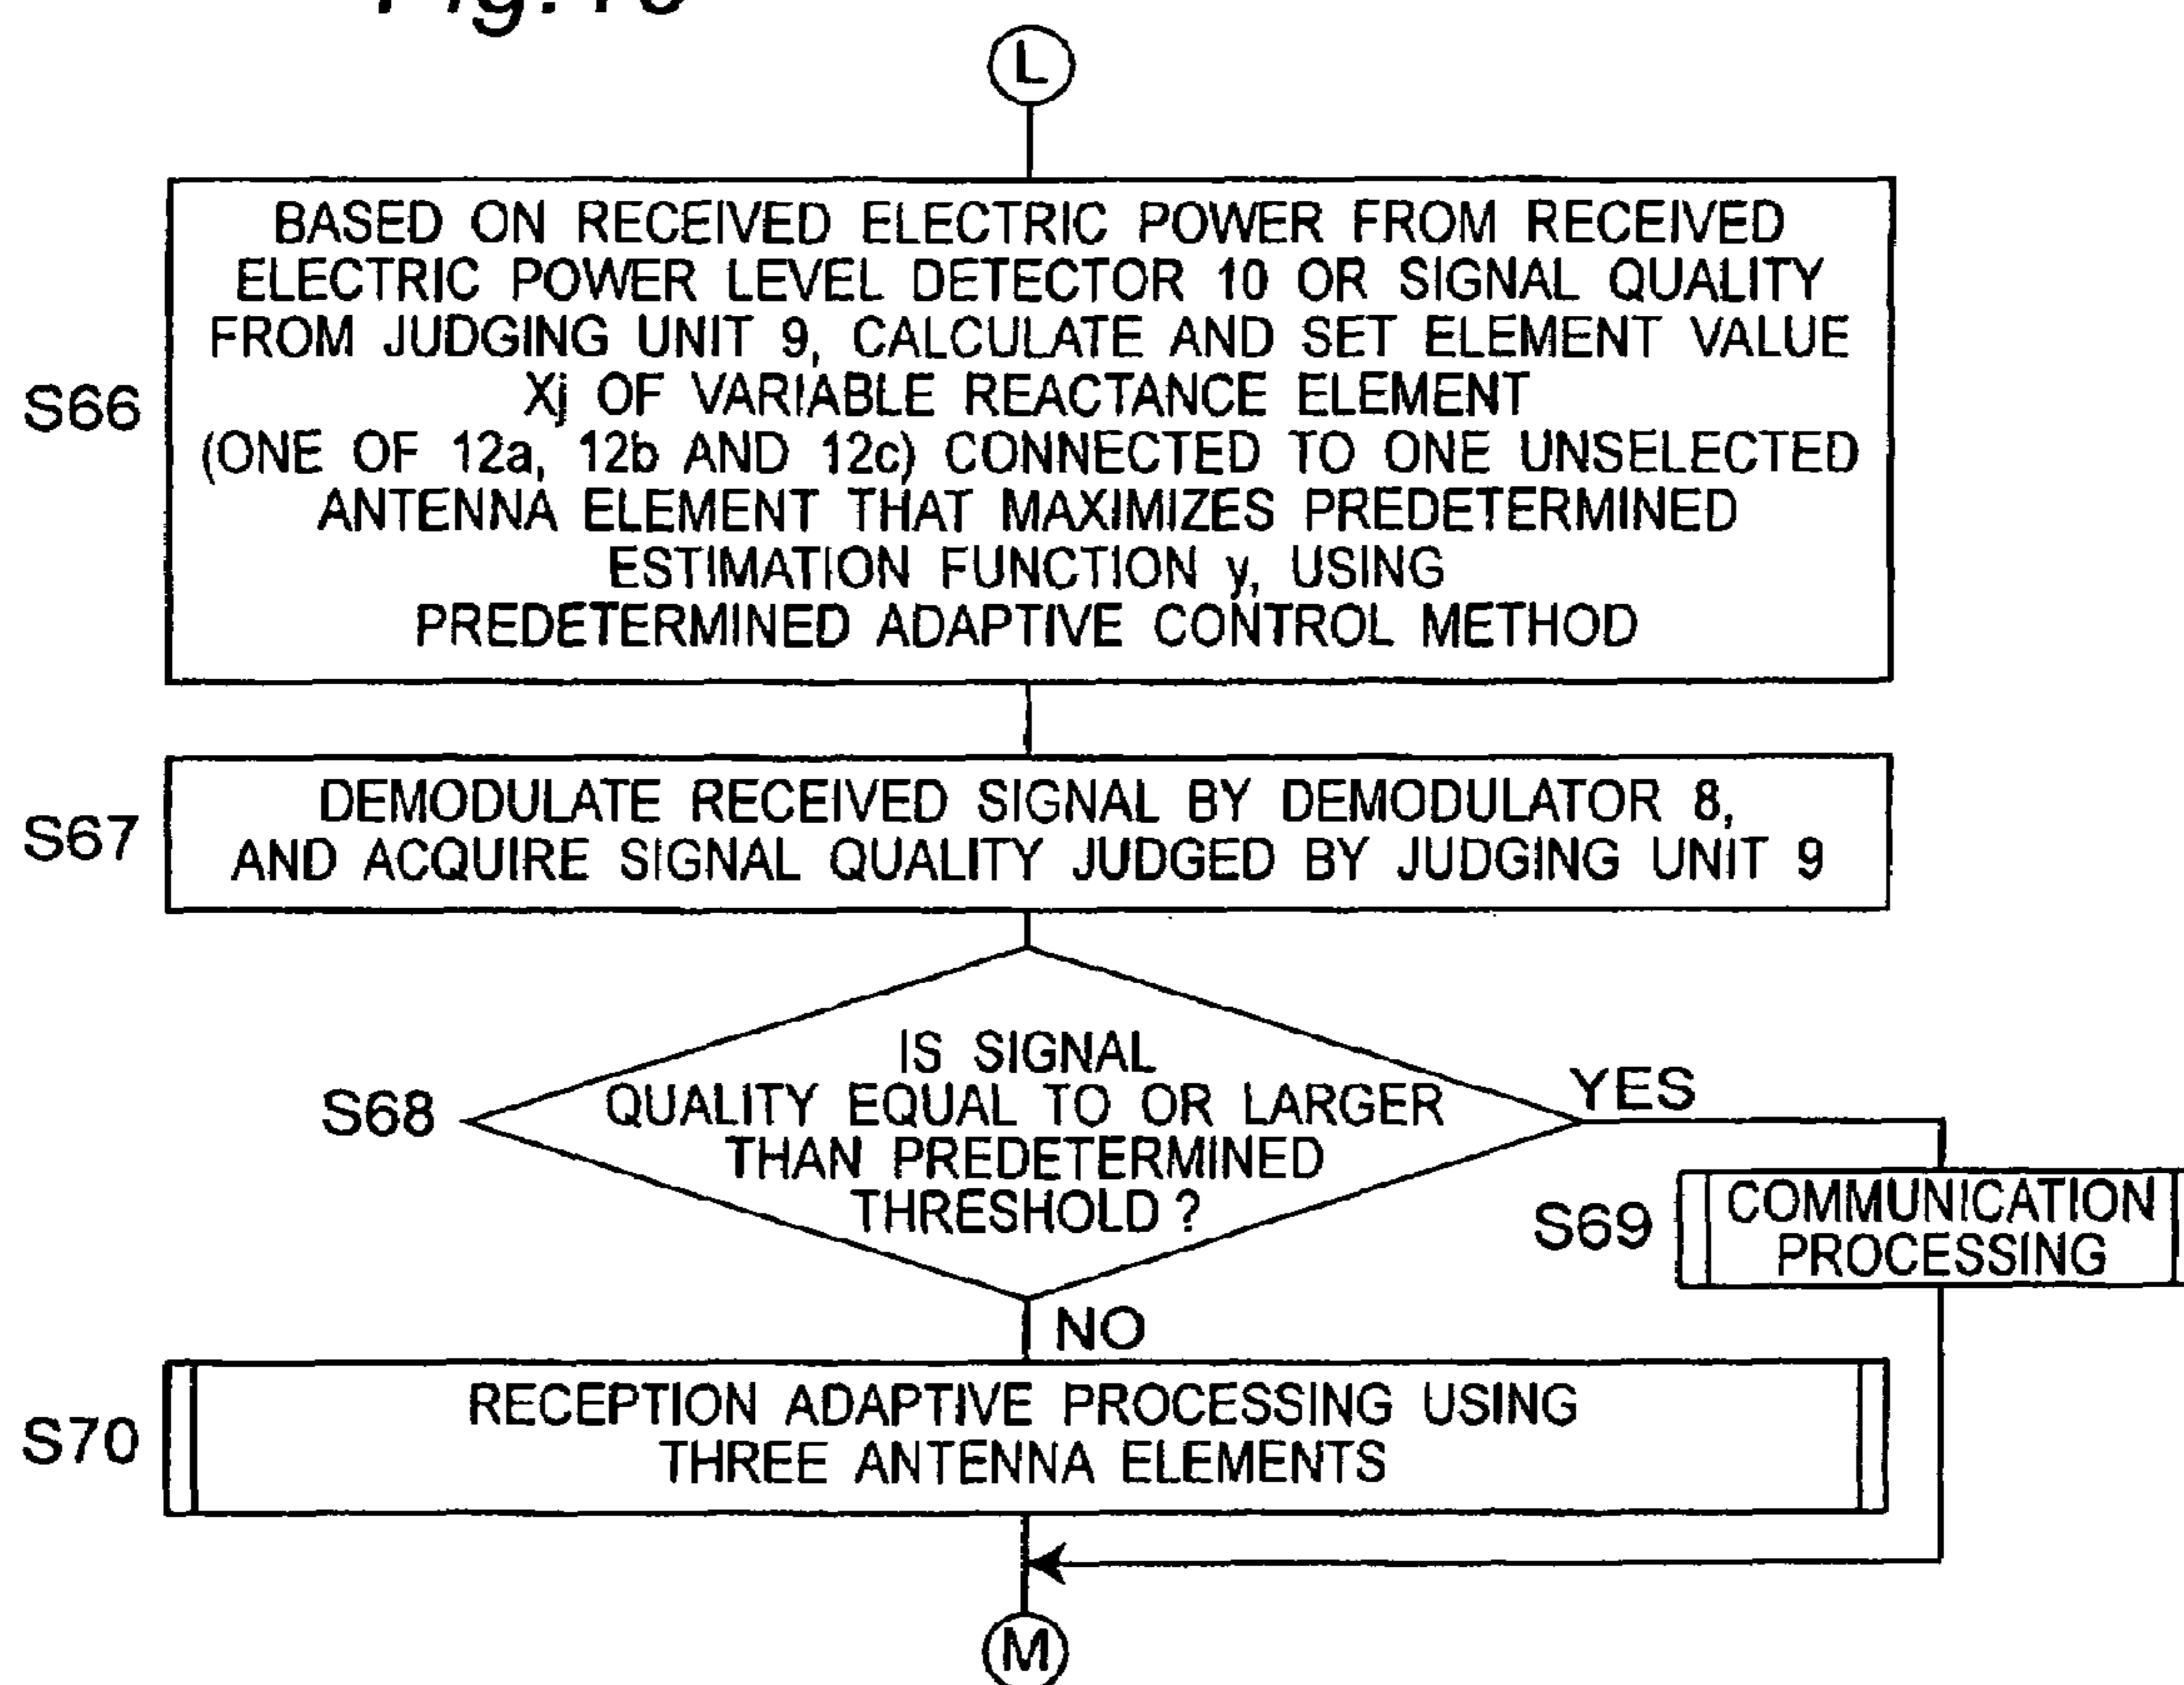 L
BASED ON RECEIVED ELECTRIC POWER FROM RECEIVED
ELECTRIC POWER LEVEL DETECTOR 10 OR SIGNAL QUALITY
FROM JUDGING UNIT 9, CALCULATE AND SET ELEMENT VALUE
Xj OF VARIABLE REACTANCE ELEMENT
(ONE OF 12a, 12b AND 12c) CONNECTED TO ONE UNSELECTED
ANTENNA ELEMENT THAT MAXIMIZES PREDETERMINED
ESTIMATION FUNCTION y, USING
PREDETERMINED ADAPTIVE CONTROL METHOD
S66
DEMODULATE RECEIVED SIGNAL BY DEMODULATOR 8,
AND ACQUIRE SIGNAL QUALITY JUDGED BY JUDGING UNIT 9
S67
IS SIGNAL
QUALITY EQUAL TO OR LARGER
THAN PREDETERMINED
THRESHOLD ?
S68
YES
S69
COMMUNICATION
PROCESSING
NO
S70
RECEPTION ADAPTIVE PROCESSING USING
THREE ANTENNA ELEMENTS
M